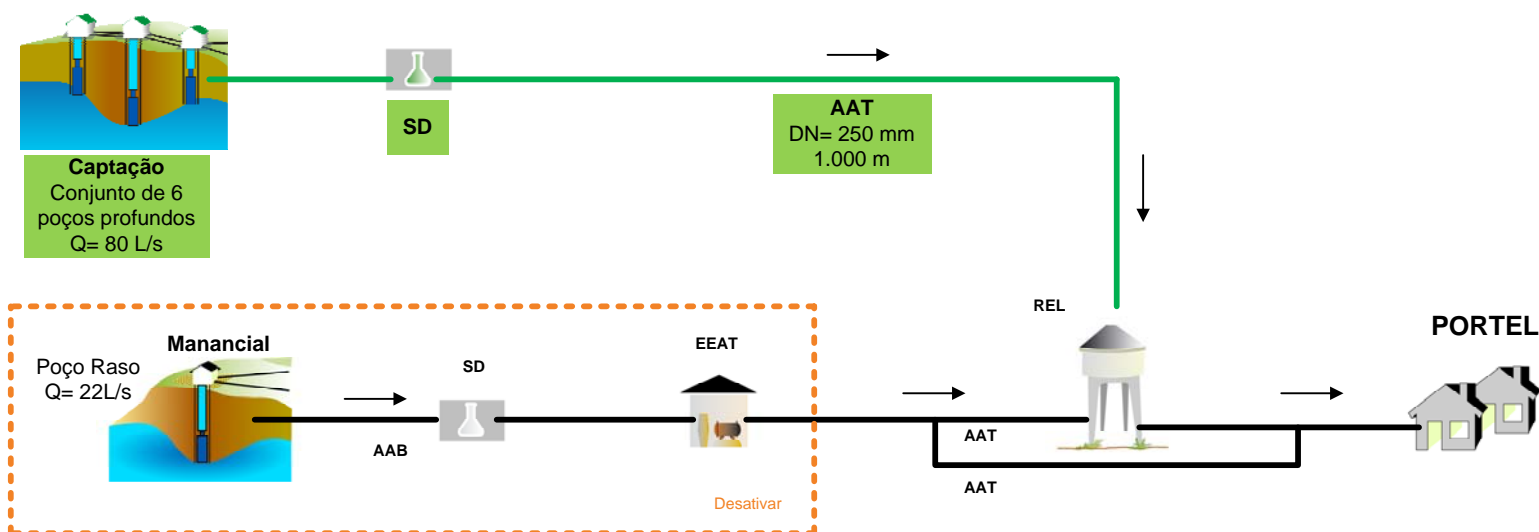 SD
AAT
DN= 250 mm
1.000 m
Captação
Conjunto de 6
poços profundos
Q= 80 L/s
REL
PORTEL
Manancial
Poço Raso
Q= 22L/s
SD
EEAT
AAB
AAT
AAT
Desativar